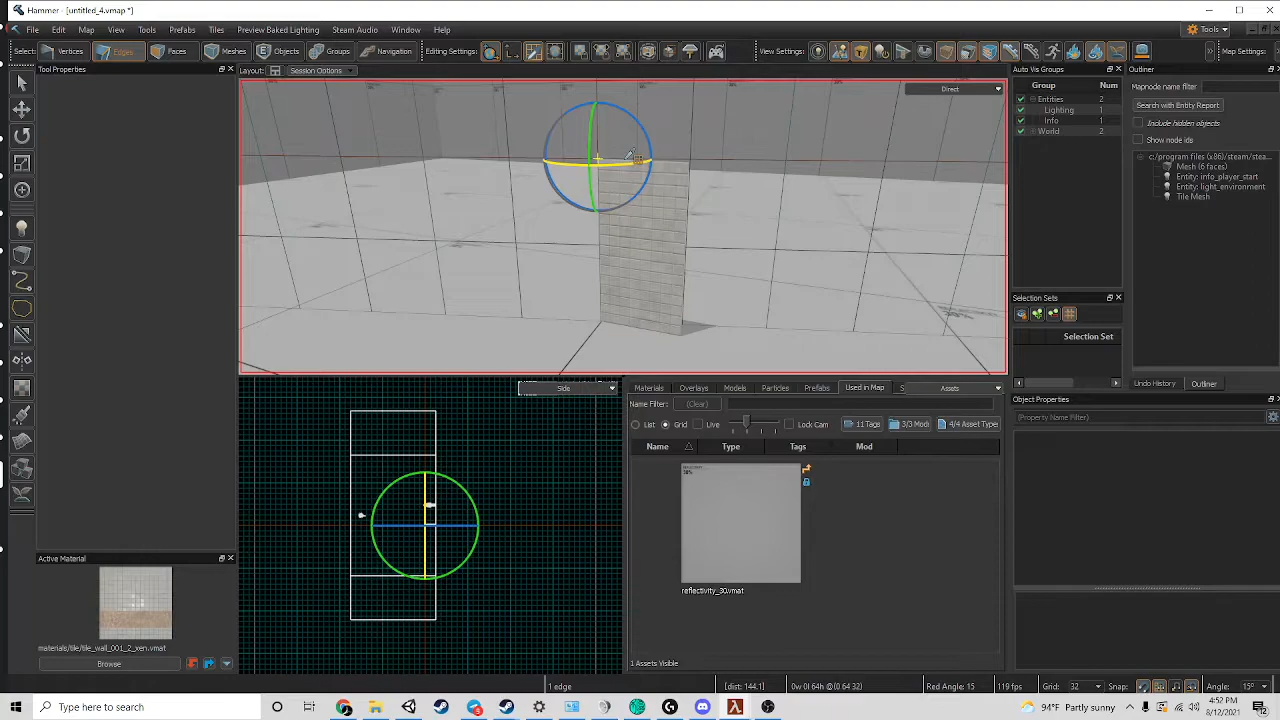 Hammer - [untitled_4.vmap *]
File Edit Map View Tools Prefabs Tiles Preview Baked Lighting Steam Audio Window Help
Tools
Select: Vertices Edges Faces Meshes Objects Groups Navigation Editing Settings: View Settings: Map Settings:
Tool Properties
Layout: Session Options
Direct
Auto Vis Groups
Group Num
Entities 2
Lighting 1
Info 1
World 2
Outliner
Mapnode name filter
Search with Entity Report
Include hidden objects
Show node ids
c:/program files (x86)/steam/stea...
Mesh (6 faces)
Entity: info_player_start
Entity: light_environment
Tile Mesh
Selection Sets
Selection Set
Undo History Outliner
Side
Materials Overlays Models Particles Prefabs Used in Map S Assets
Name Filter: (Clear)
List Grid Live Lock Cam 11 Tags 3/3 Mod 4/4 Asset Type
Name Type Tags Mod
30%
reflectivity_30.vmat
1 Assets Visible
Object Properties
(Property Name Filter)
Active Material
materials/tile/tile_wall_001_2_xen.vmat
Browse
1 edge [dist: 144.1] 0w 0l 64h @(0 64 32) Red Angle: 15 119 fps Grid: 32 Snap: Angle: 15°
Type here to search
94°F Sunny 4:52 PM
8/12/2021